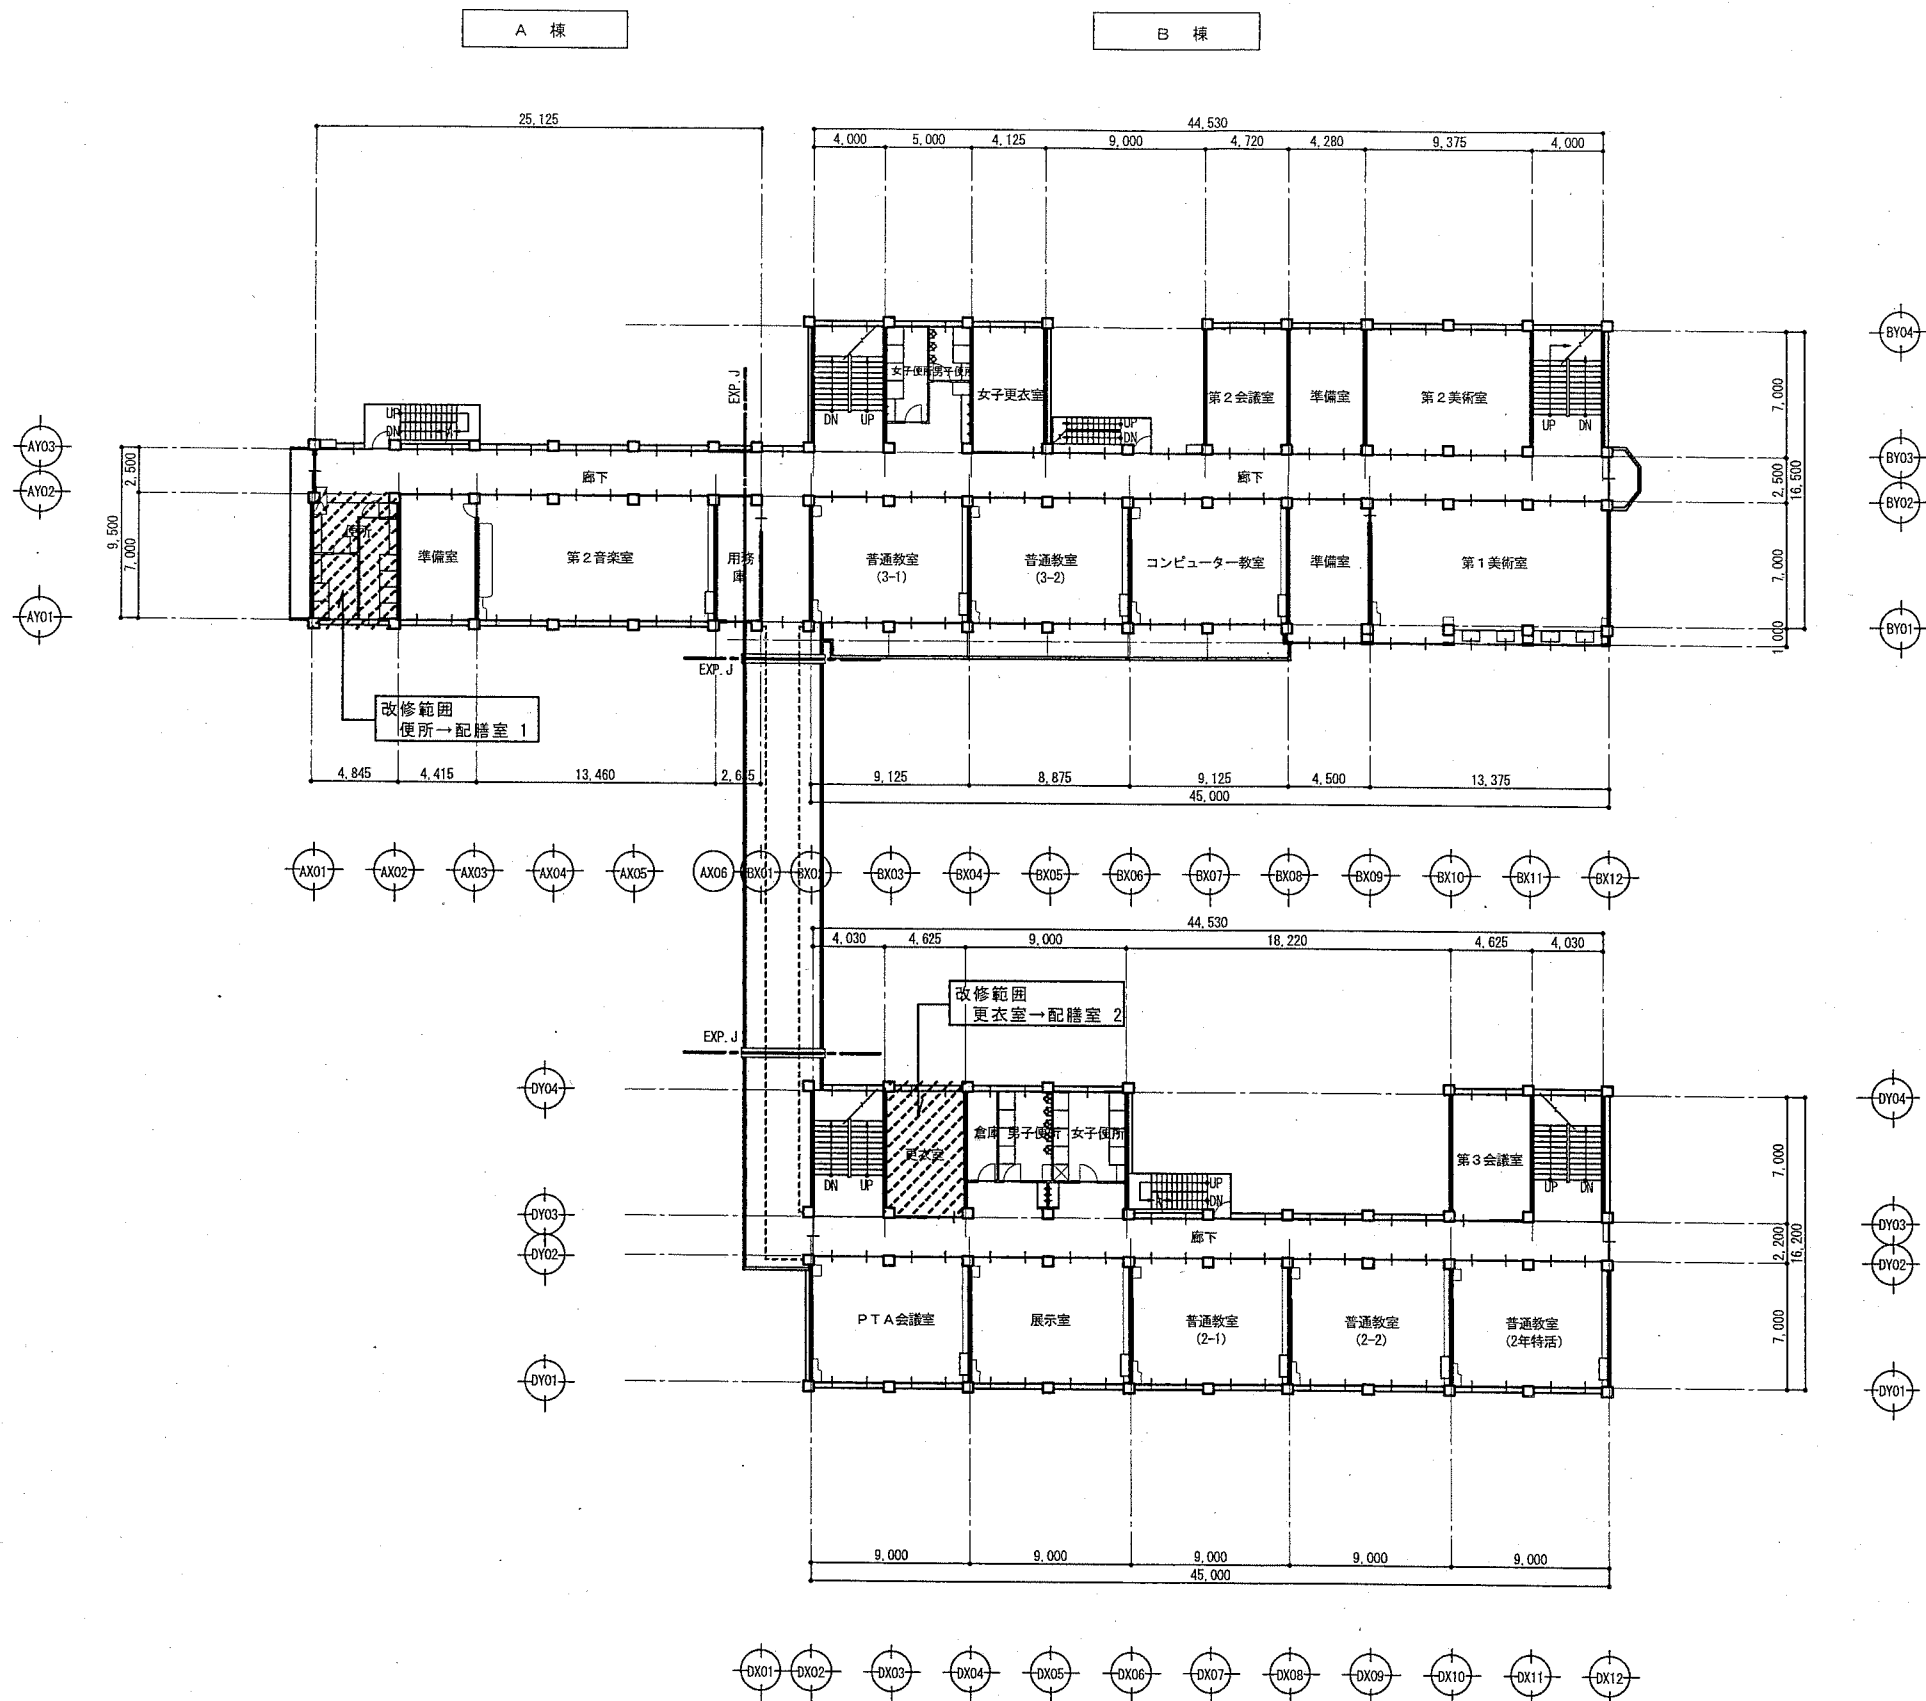 A 棟
B 棟
25,125
44,530
4,000
5,000
4,125
9,000
4,720
4,280
9,375
4,000
BY04
EXP.J
女子便所
男子便所
女子更衣室
第2会議室
準備室
第2美術室
7,000
DN
UP
UP
DN
UP
DN
UP
DN
AY03
BY03
2,500
廊下
廊下
2,500
16,500
AY02
BY02
9,500
7,000
便所
準備室
第2音楽室
用務
庫
普通教室
(3-1)
普通教室
(3-2)
コンピューター教室
準備室
第1美術室
7,000
AY01
BY01
1,000
EXP.J
改修範囲
便所→配膳室 1
4,845
4,415
13,460
9,125
8,875
9,125
4,500
13,375
45,000
AX01
AX02
AX03
AX04
AX05
AX06
BX01
BX02
BX03
BX04
BX05
BX06
BX07
BX08
BX09
BX10
BX11
BX12
44,530
4,030
4,625
9,000
18,220
4,625
4,030
改修範囲
更衣室→配膳室 2
EXP.J
DY04
DY04
倉庫
男子便所
女子便所
更衣室
第3会議室
7,000
DN
UP
UP
DN
UP
DN
DY03
DY03
廊下
2,200
16,200
DY02
DY02
PTA会議室
展示室
普通教室
(2-1)
普通教室
(2-2)
普通教室
(2年特活)
7,000
DY01
DY01
9,000
9,000
9,000
9,000
9,000
45,000
DX01
DX02
DX03
DX04
DX05
DX06
DX07
DX08
DX09
DX10
DX11
DX12